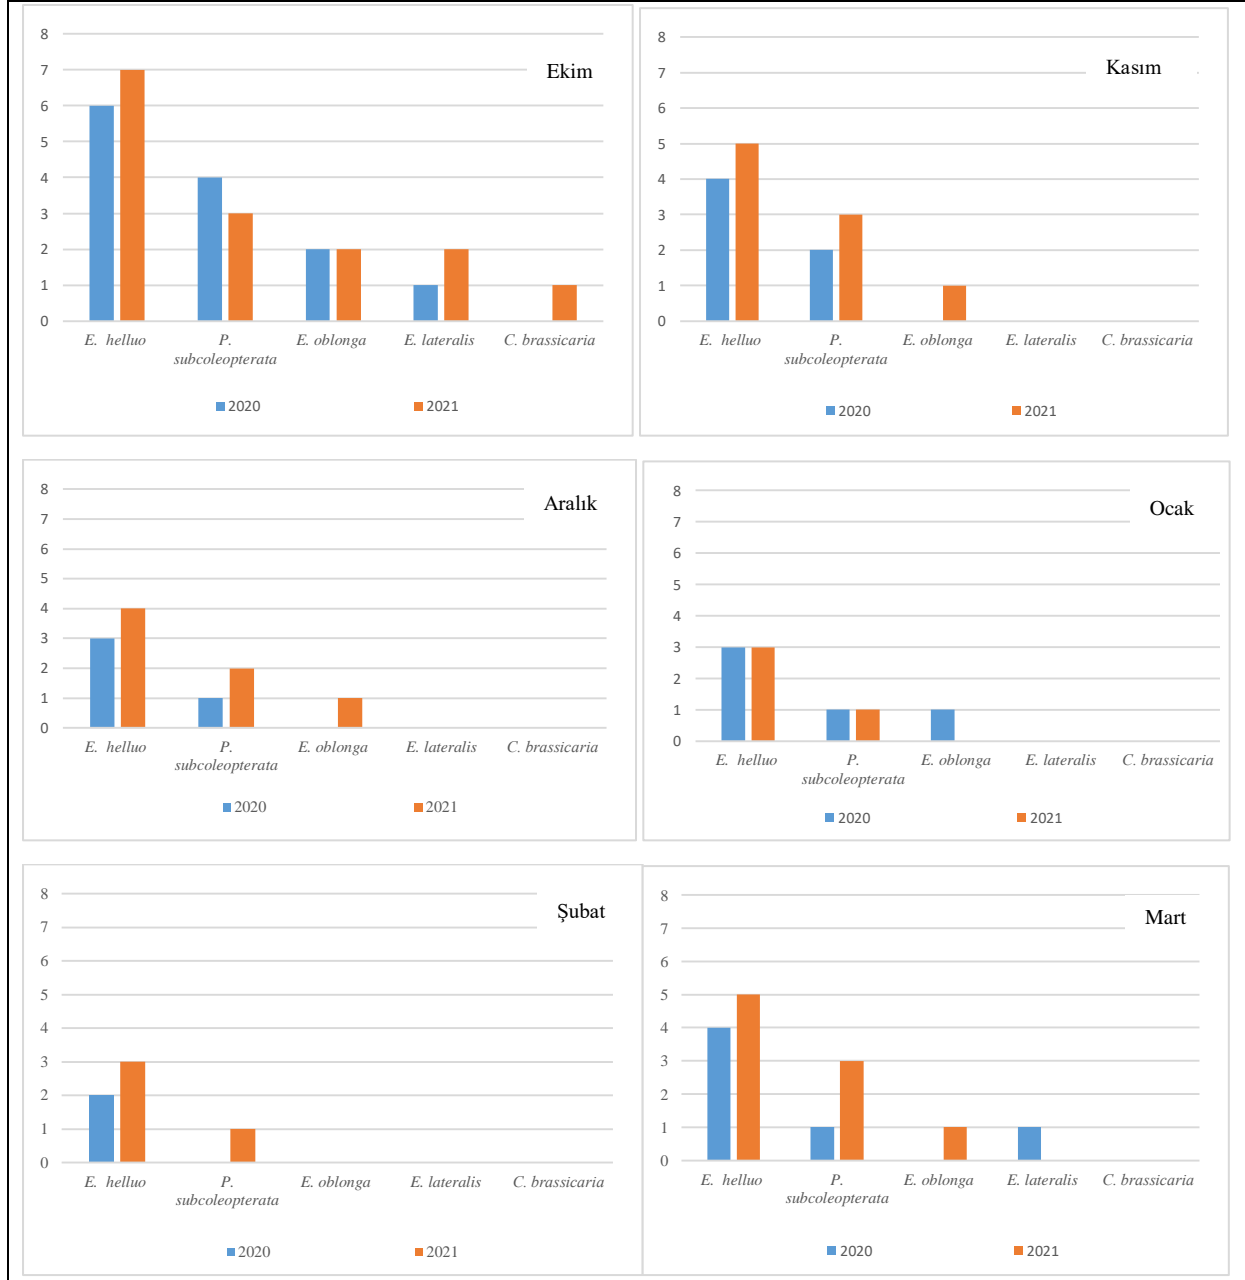 Ekim
8
7
6
5
4
3
2
1
0
E. helluo
P. subcoleopterata
E. oblonga
E. lateralis
C. brassicaria
2020
2021
Kasım
8
7
6
5
4
3
2
1
0
E. helluo
P. subcoleopterata
E. oblonga
E. lateralis
C. brassicaria
2020
2021
Aralık
8
7
6
5
4
3
2
1
0
E. helluo
P. subcoleopterata
E. oblonga
E. lateralis
C. brassicaria
2020
2021
Ocak
8
7
6
5
4
3
2
1
0
E. helluo
P. subcoleopterata
E. oblonga
E. lateralis
C. brassicaria
2020
2021
Şubat
8
7
6
5
4
3
2
1
0
E. helluo
P. subcoleopterata
E. oblonga
E. lateralis
C. brassicaria
2020
2021
Mart
8
7
6
5
4
3
2
1
0
E. helluo
P. subcoleopterata
E. oblonga
E. lateralis
C. brassicaria
2020
2021